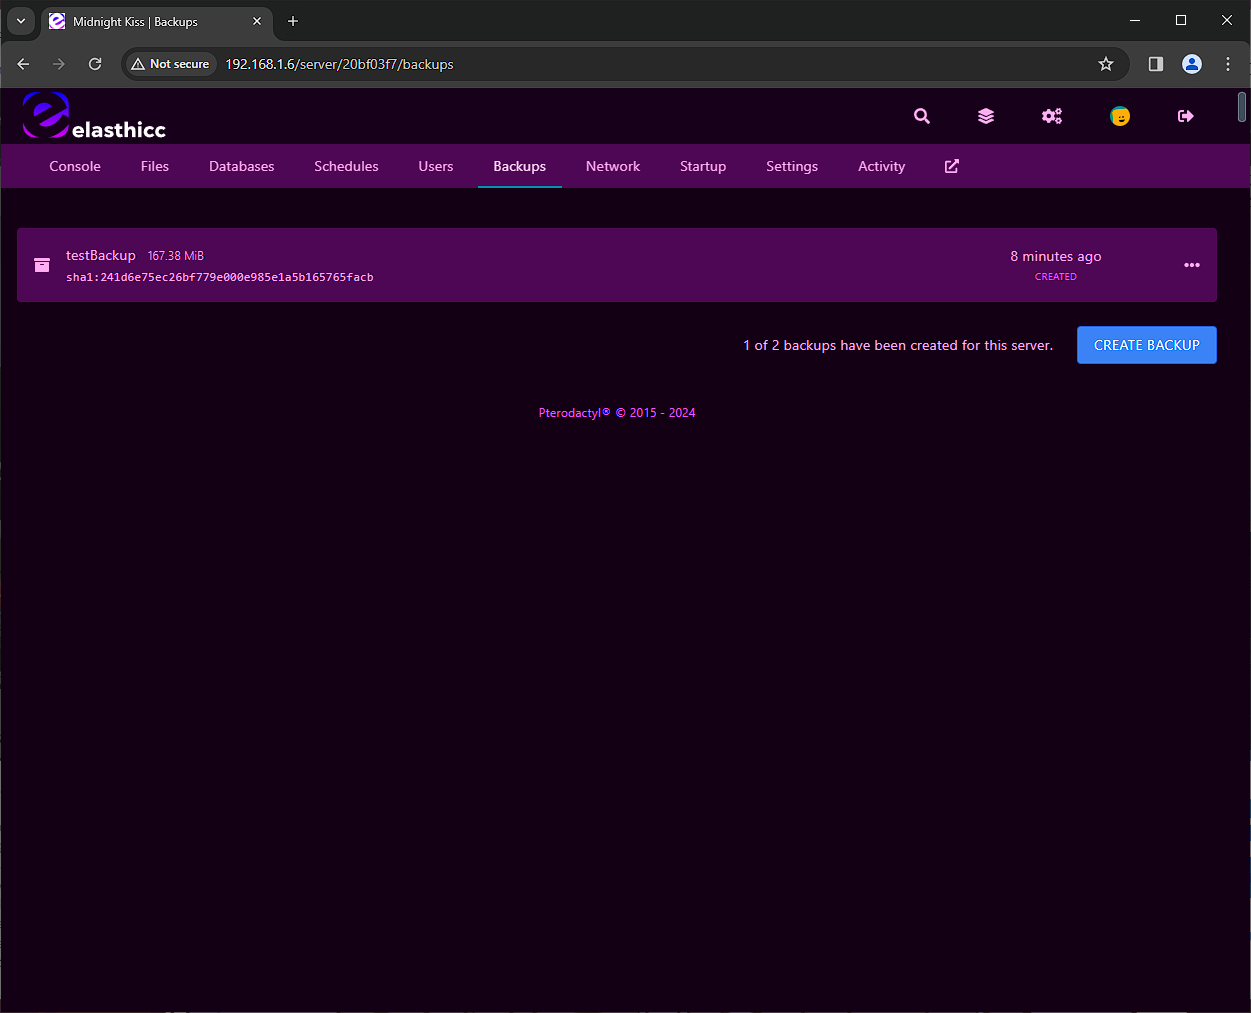 Midnight Kiss | Backups
Not secure 192.168.1.6/server/20bf03f7/backups
elasthicc
Console Files Databases Schedules Users Backups Network Startup Settings Activity
testBackup 167.38 MiB
sha1:241d6e75ec26bf779e000e985e1a5b165765facb
8 minutes ago
CREATED
1 of 2 backups have been created for this server. CREATE BACKUP
Pterodactyl® © 2015 - 2024